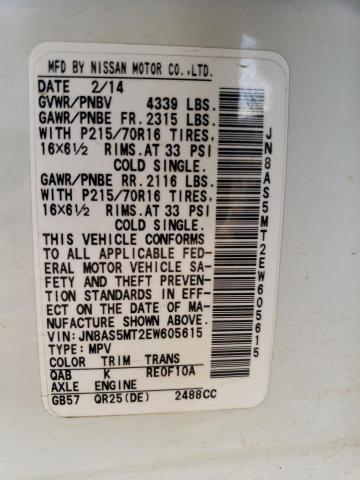 MFD BY NISSAN MOTOR CO.,LTD.
DATE 2/14
GVWR/PNBV 4339 LBS.
GAWR/PNBE FR. 2315 LBS.
WITH P215/70R16 TIRES,
16X6½ RIMS. AT 33 PSI
COLD SINGLE.
GAWR/PNBE RR. 2116 LBS.
WITH P215/70R16 TIRES,
16X6½ RIMS. AT 33 PSI
COLD SINGLE.
THIS VEHICLE CONFORMS
TO ALL APPLICABLE FED-
ERAL MOTOR VEHICLE SA-
FETY AND THEFT PREVENT-
ION STANDARDS IN EFF-
ECT ON THE DATE OF MA-
NUFACTURE SHOWN ABOVE.
VIN:JN8AS5MT2EW605615
TYPE: MPV
COLOR TRIM TRANS
QAB K RE0F10A
AXLE ENGINE
GB57 QR25(DE) 2488CC
JN8AS5MT2EW605615